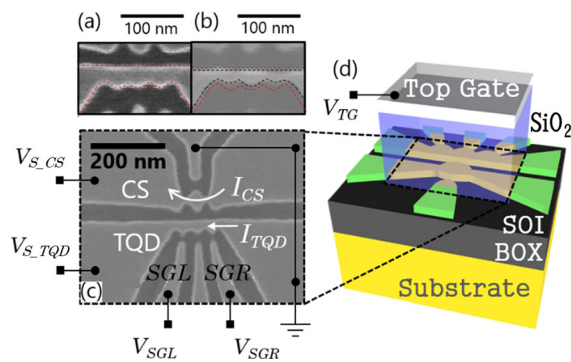 (a)
100 nm
(b)
100 nm
(d)
V_TG
Top Gate
SiO₂
200 nm
V_S_CS
CS
I_CS
V_S_TQD
TQD
I_TQD
SGL
SGR
(c)
V_SGL
V_SGR
SOI
BOX
Substrate